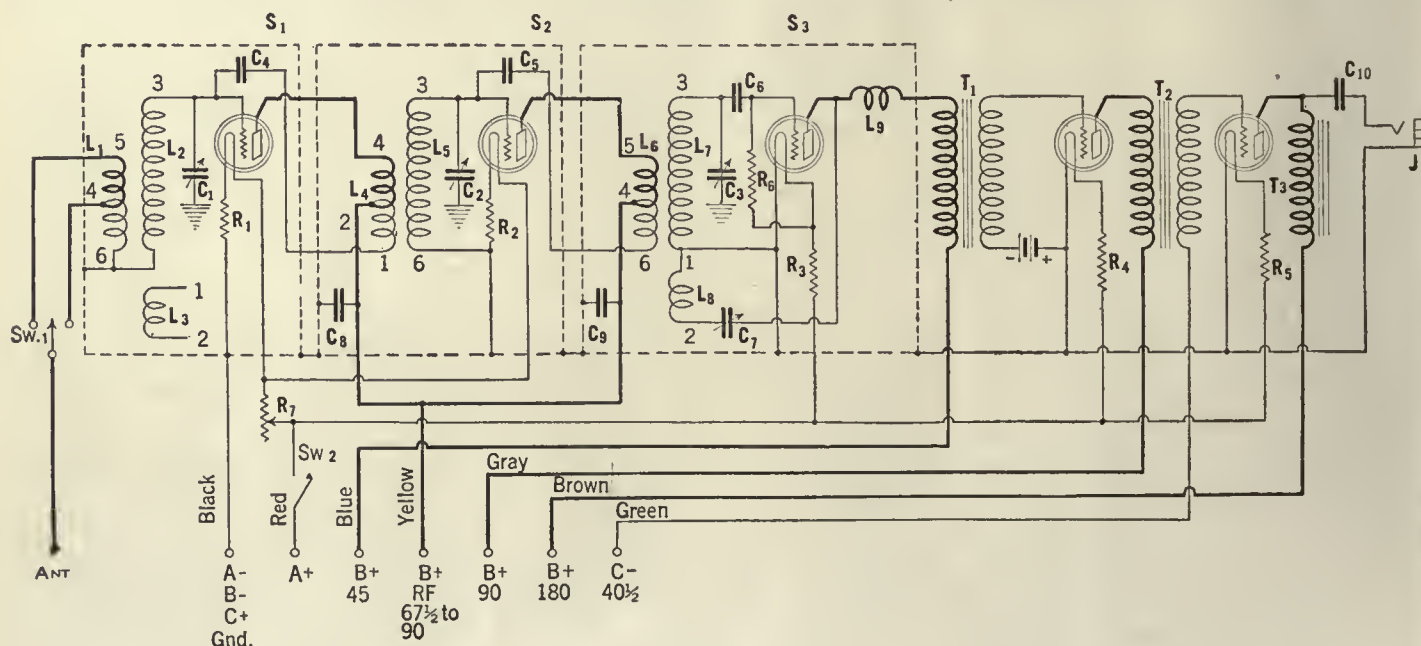 S1 S2 S3
C4 C5 C6 C10
3 3 3
T1 T2
L1 5 L2 4 L5 5 L6 L7 L9
4 C1 L4 C2 4 C3 R6 T3 J
R1 2 R2 R3 R4 R5
6 1 6 6 1
- +
L3 1 L8
2 C8 C9 2 C7
Sw.1
R7
Sw 2
Gray
Brown
Green
Black Red Blue Yellow
ANT
A- A+ B+ B+ B+ B+ C-
B- 45 RF 90 180 40½
C+ 67½ to
Gnd. 90